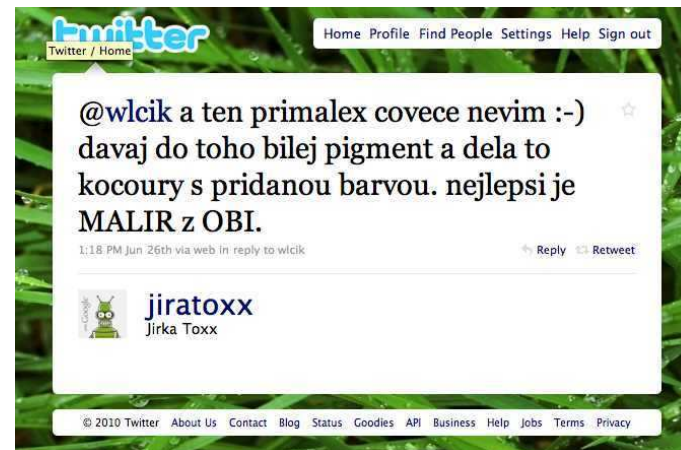 twitter
Home Profile Find People Settings Help Sign out
Twitter / Home
@wlcik a ten primalex covece nevim :-)
davaj do toho bilej pigment a dela to
kocoury s pridanou barvou. nejlepsi je
MALIR z OBI.
1:18 PM Jun 26th via web in reply to wlcik
Reply Retweet
Google
jiratoxx
Jirka Toxx
© 2010 Twitter About Us Contact Blog Status Goodies API Business Help Jobs Terms Privacy